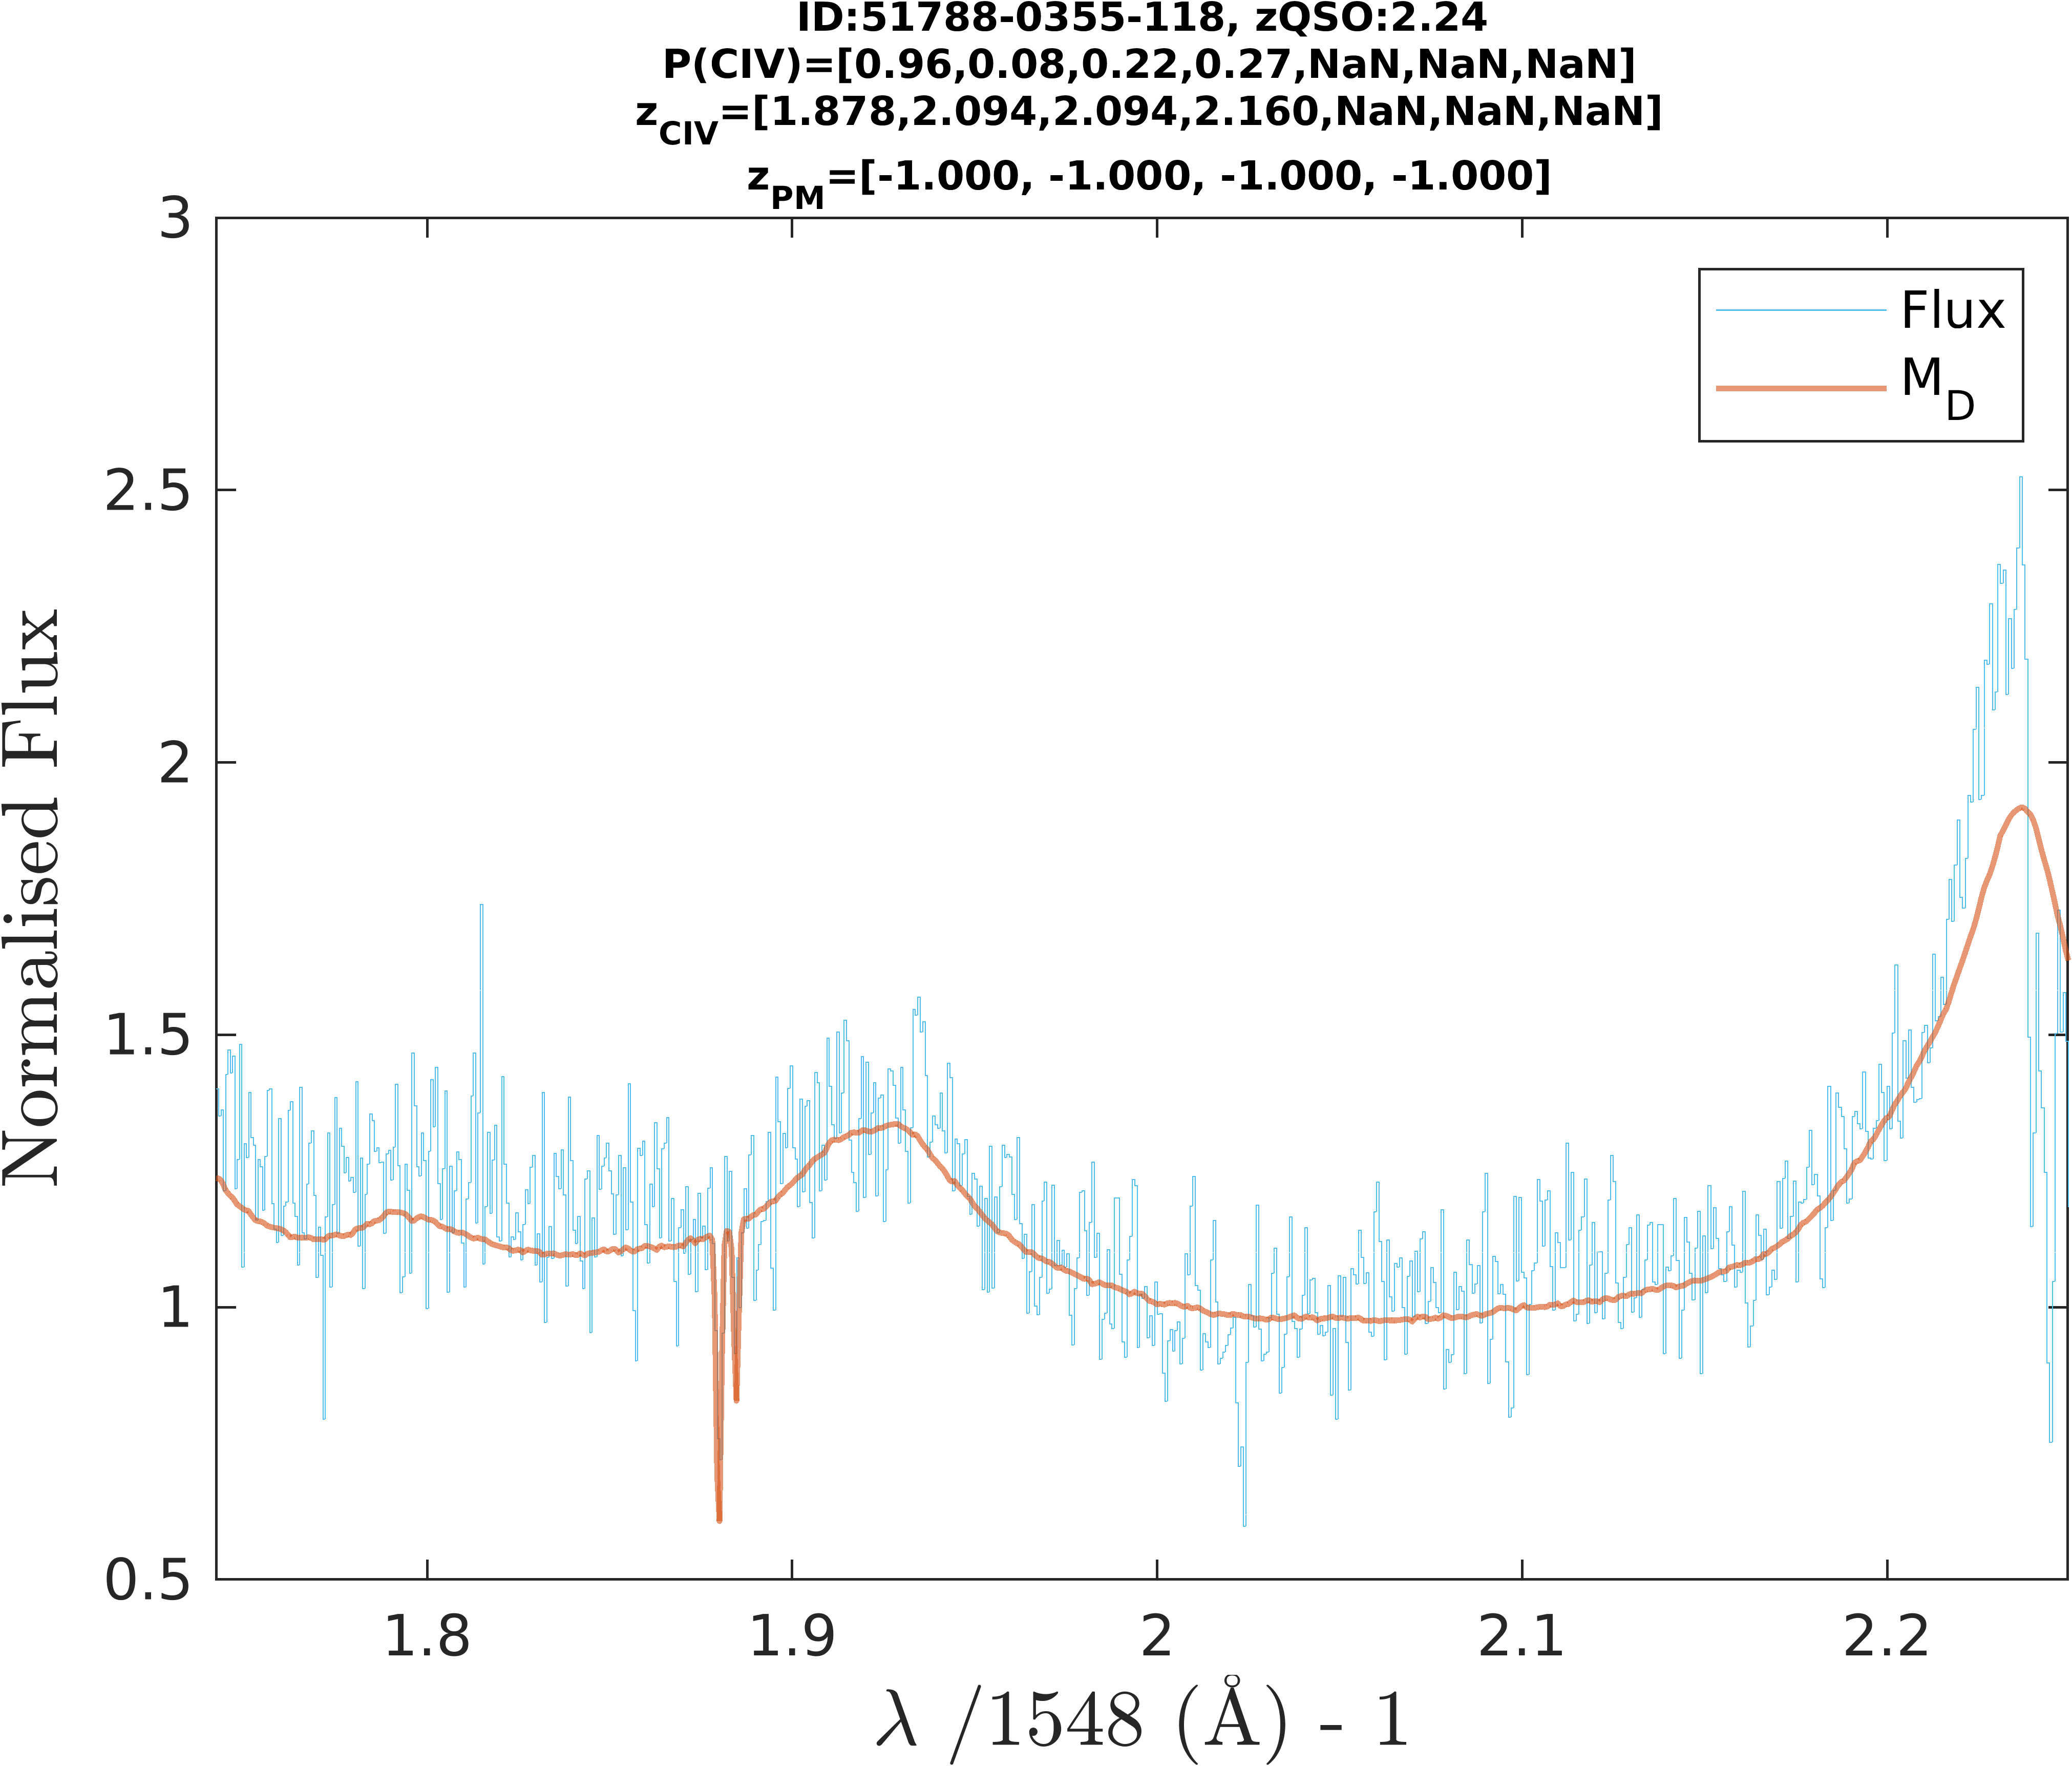 ID:51788-0355-118, zQSO:2.24
P(CIV)=[0.96,0.08,0.22,0.27,NaN,NaN,NaN]
zCIV=[1.878,2.094,2.094,2.160,NaN,NaN,NaN]
zPM=[-1.000, -1.000, -1.000, -1.000]
3
2.5
2
1.5
1
0.5
Normalised Flux
Flux
MD
1.8
1.9
2
2.1
2.2
λ /1548 (Å) - 1